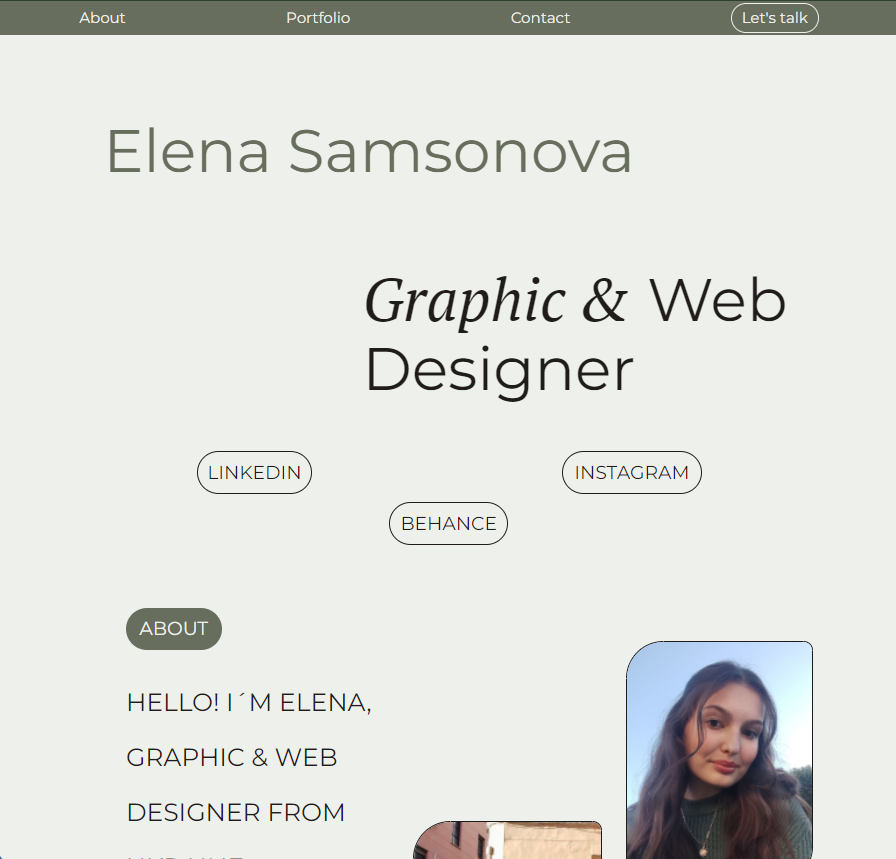 About Portfolio Contact Let's talk
Elena Samsonova
Graphic & Web
Designer
LINKEDIN INSTAGRAM
BEHANCE
ABOUT
HELLO! I´M ELENA,
GRAPHIC & WEB
DESIGNER FROM